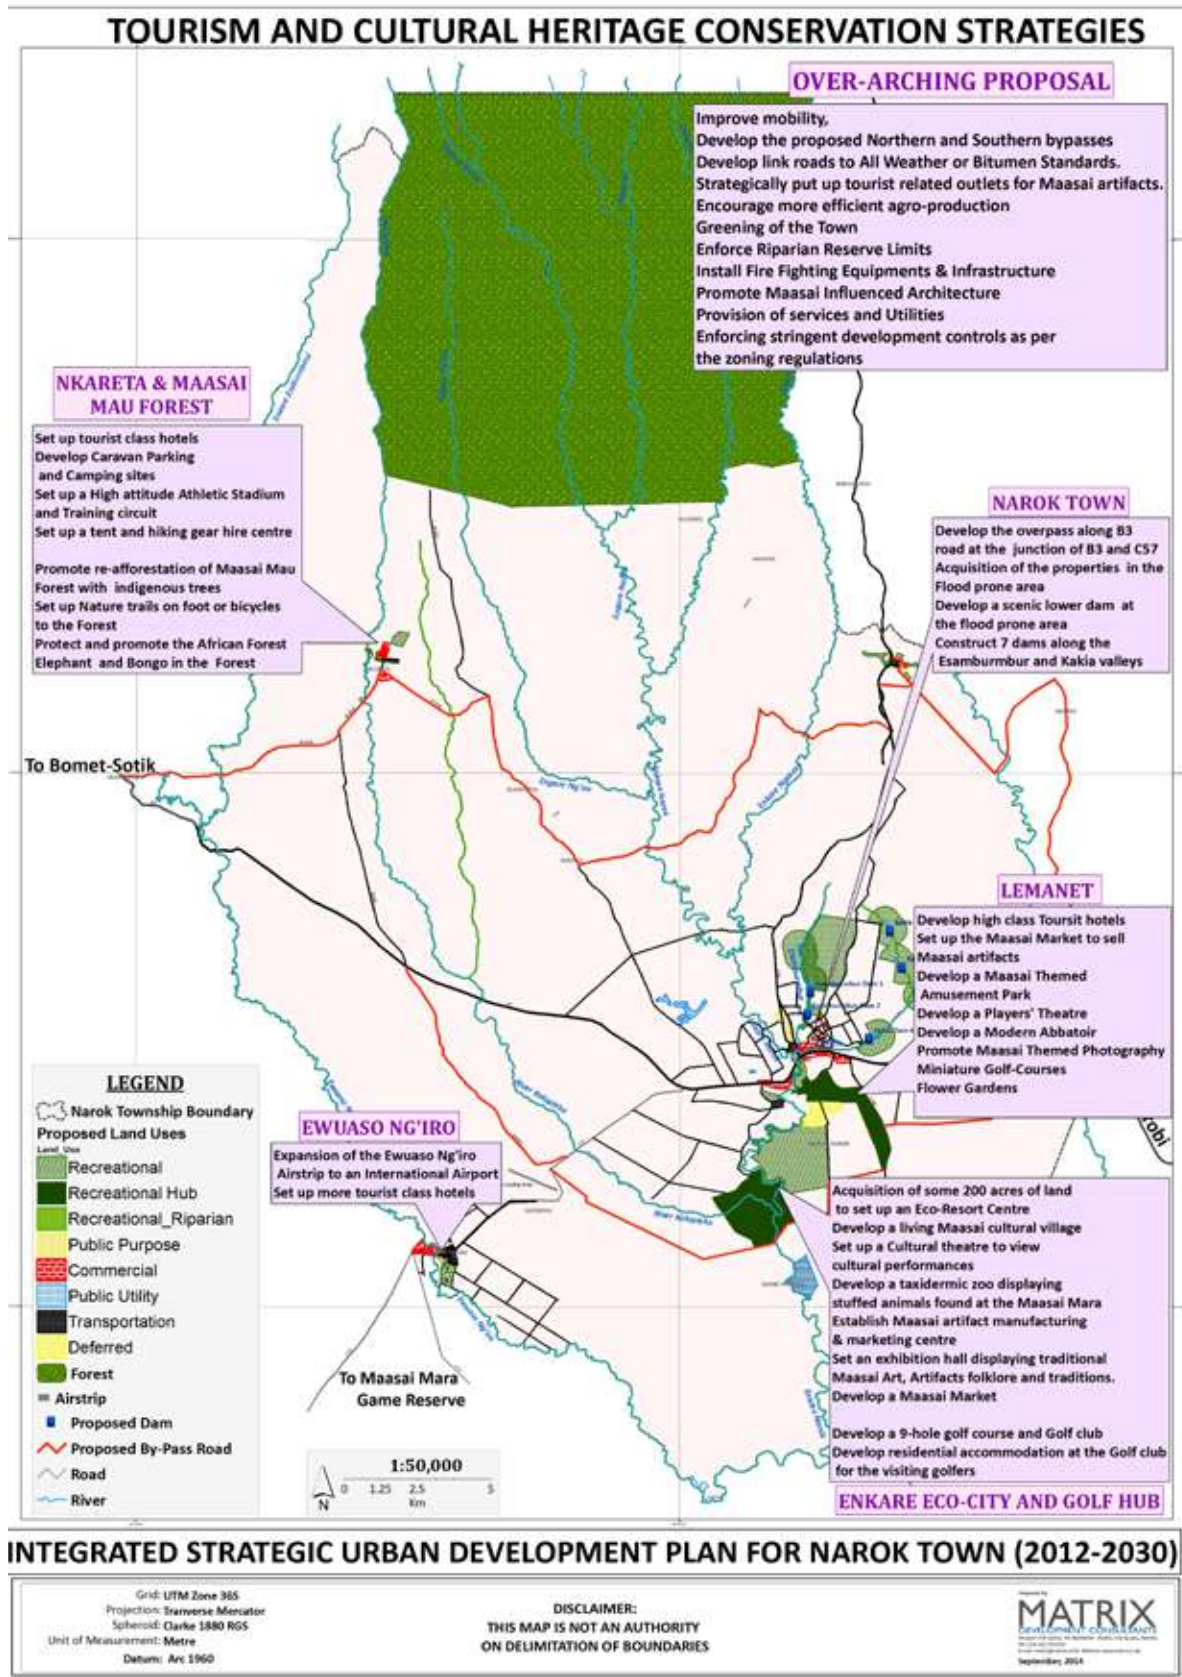 TOURISM AND CULTURAL HERITAGE CONSERVATION STRATEGIES
OVER-ARCHING PROPOSAL
Improve mobility,
Develop the proposed Northern and Southern bypasses
Develop link roads to All Weather or Bitumen Standards.
Strategically put up tourist related outlets for Maasai artifacts.
Encourage more efficient agro-production
Greening of the Town
Enforce Riparian Reserve Limits
Install Fire Fighting Equipments & Infrastructure
Promote Maasai Influenced Architecture
Provision of services and Utilities
Enforcing stringent development controls as per
the zoning regulations
NKARETA & MAASAI
MAU FOREST
Set up tourist class hotels
Develop Caravan Parking
and Camping sites
Set up a High attitude Athletic Stadium
and Training circuit
Set up a tent and hiking gear hire centre
Promote re-afforestation of Maasai Mau
Forest with indigenous trees
Set up Nature trails on foot or bicycles
to the Forest
Protect and promote the African Forest
Elephant and Bongo in the Forest
NAROK TOWN
Develop the overpass along B3
road at the junction of B3 and C57
Acquisition of the properties in the
Flood prone area
Develop a scenic lower dam at
the flood prone area
Construct 7 dams along the
Esamburmbur and Kakia valleys
To Bomet-Sotik
LEMANET
Develop high class Toursit hotels
Set up the Maasai Market to sell
Maasai artifacts
Develop a Maasai Themed
Amusement Park
Develop a Players' Theatre
Develop a Modern Abbatoir
Promote Maasai Themed Photography
Miniature Golf-Courses
Flower Gardens
EWUASO NG'IRO
Expansion of the Ewuaso Ng'iro
Airstrip to an International Airport
Set up more tourist class hotels
To Maasai Mara
Game Reserve
Acquisition of some 200 acres of land
to set up an Eco-Resort Centre
Develop a living Maasai cultural village
Set up a Cultural theatre to view
cultural performances
Develop a taxidermic zoo displaying
stuffed animals found at the Maasai Mara
Establish Maasai artifact manufacturing
& marketing centre
Set an exhibition hall displaying traditional
Maasai Art, Artifacts folklore and traditions.
Develop a Maasai Market
Develop a 9-hole golf course and Golf club
Develop residential accommodation at the Golf club
for the visiting golfers
ENKARE ECO-CITY AND GOLF HUB
LEGEND
Narok Township Boundary
Proposed Land Uses
Land_Use
Recreational
Recreational Hub
Recreational_Riparian
Public Purpose
Commercial
Public Utility
Transportation
Deferred
Forest
Airstrip
Proposed Dam
Proposed By-Pass Road
Road
River
1:50,000
0 1.25 2.5 5
Km
N
INTEGRATED STRATEGIC URBAN DEVELOPMENT PLAN FOR NAROK TOWN (2012-2030)
Grid: UTM Zone 36S
Projection: Tranverse Mercator
Spheroid: Clarke 1880 RGS
Unit of Measurement: Metre
Datum: Arc 1960
DISCLAIMER:
THIS MAP IS NOT AN AUTHORITY
ON DELIMITATION OF BOUNDARIES
MATRIX
DEVELOPMENT CONSULTANTS
September, 2014